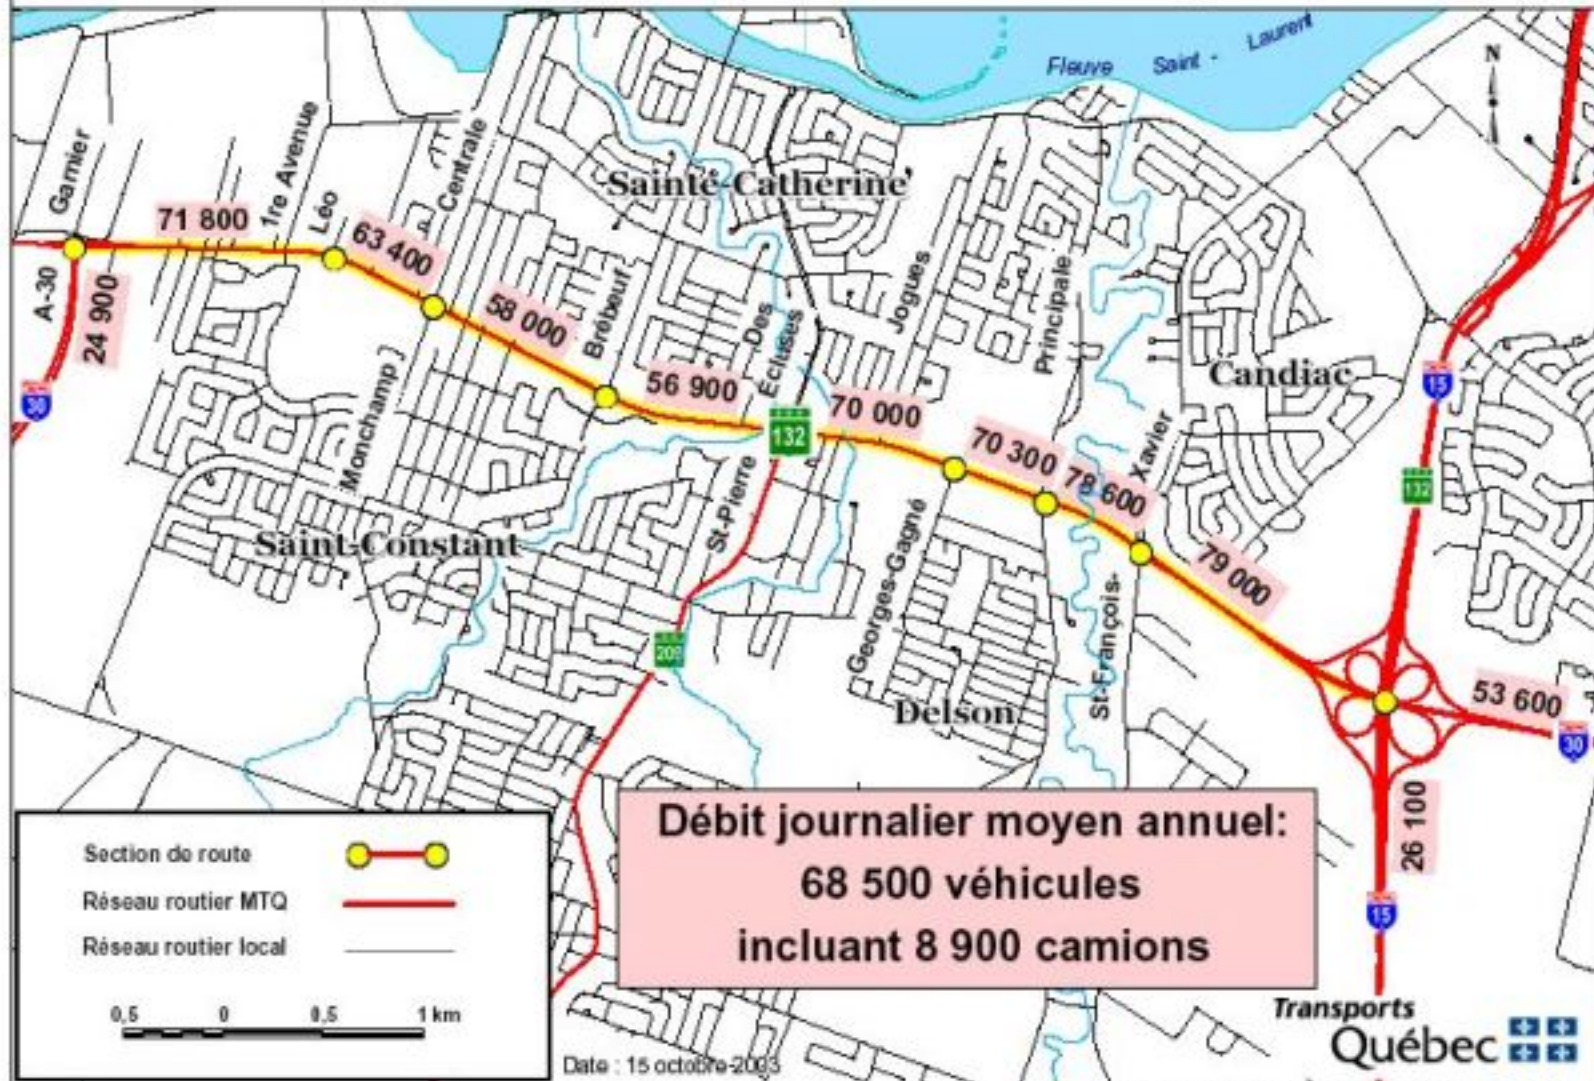 Fleuve Saint - Laurent
N
Garnier
71 800
1re Avenue
Léo
63 400
Centrale
Sainte-Catherine
A-30
24 900
30
58 000
Brébeuf
56 900
Des
Écluses
132
70 000
Jogues
Principale
70 300
78 600
Xavier
Candiac
15
132
79 000
Monchamp
Saint-Constant
St-Pierre
209
Georges-Gagné
Delson
St-François-
53 600
30
26 100
15
Débit journalier moyen annuel:
68 500 véhicules
incluant 8 900 camions
Section de route
Réseau routier MTQ
Réseau routier local
0,5 0 0,5 1 km
Date : 15 octobre-2003
Transports
Québec